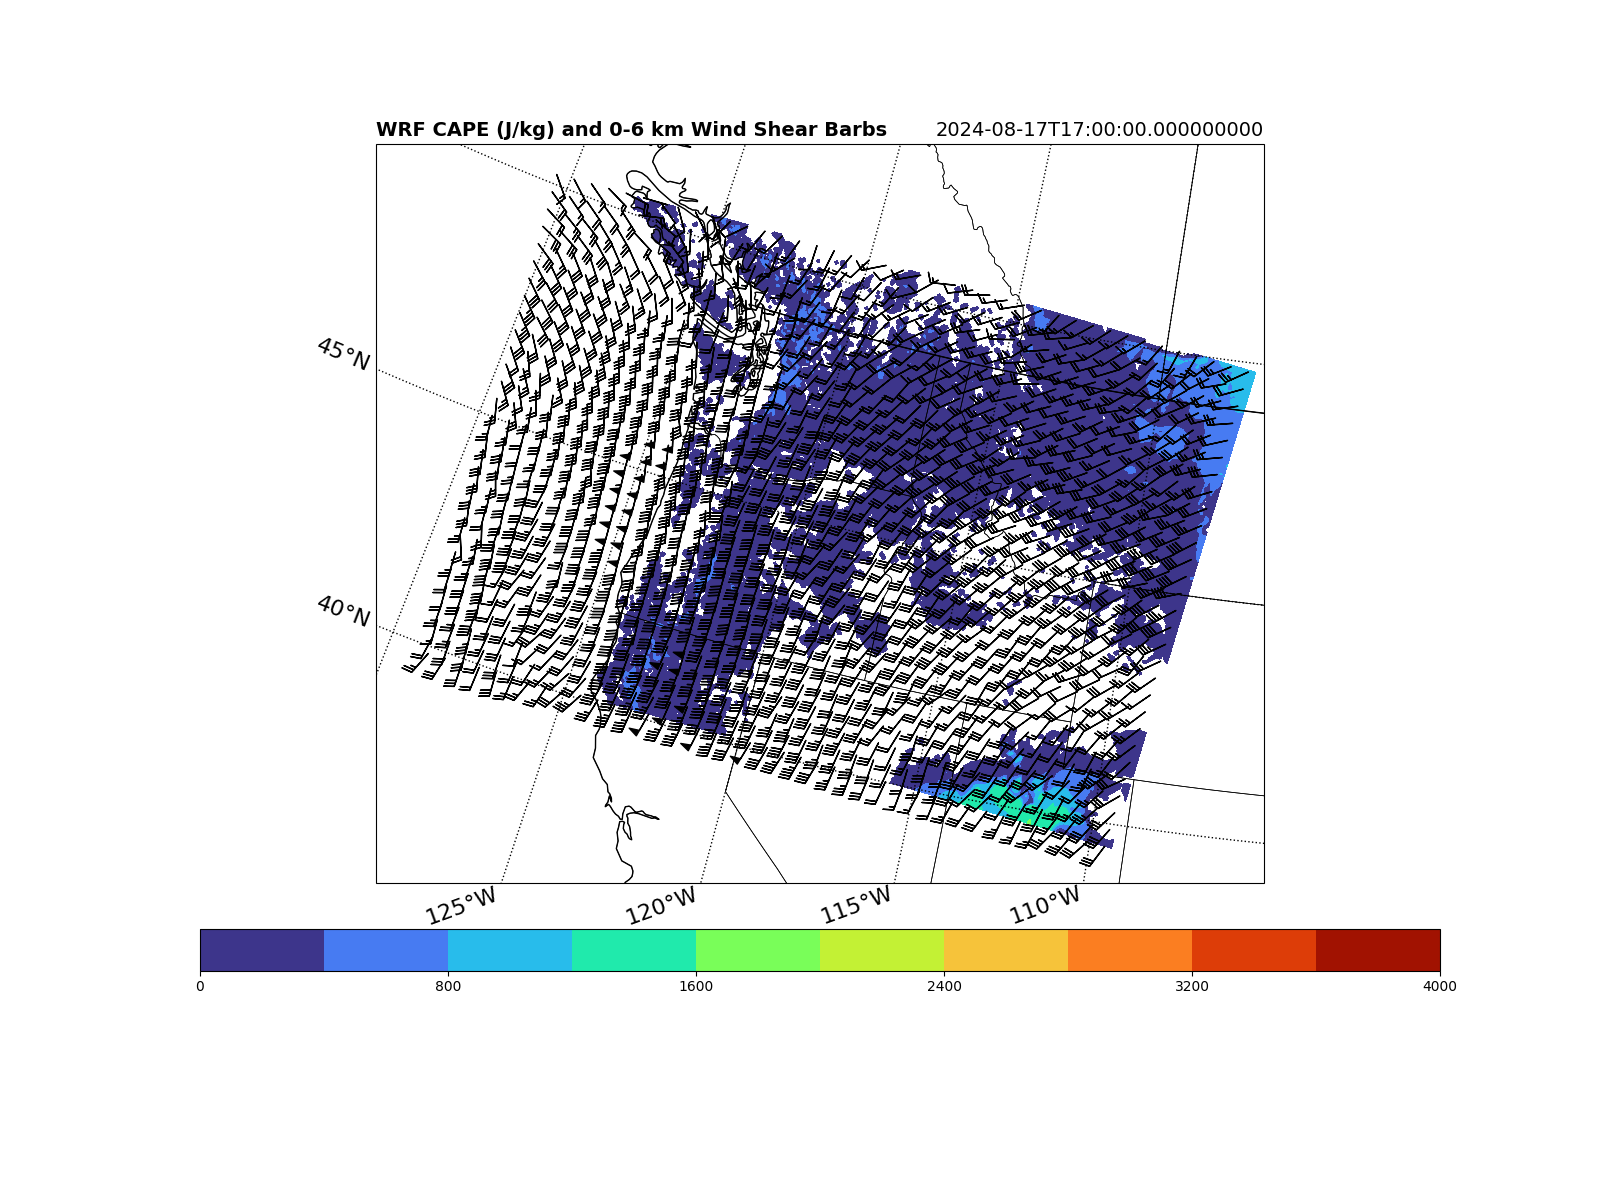 WRF CAPE (J/kg) and 0-6 km Wind Shear Barbs 2024-08-17T17:00:00.000000000
45°N
40°N
125°W 120°W 115°W 110°W
0 800 1600 2400 3200 4000